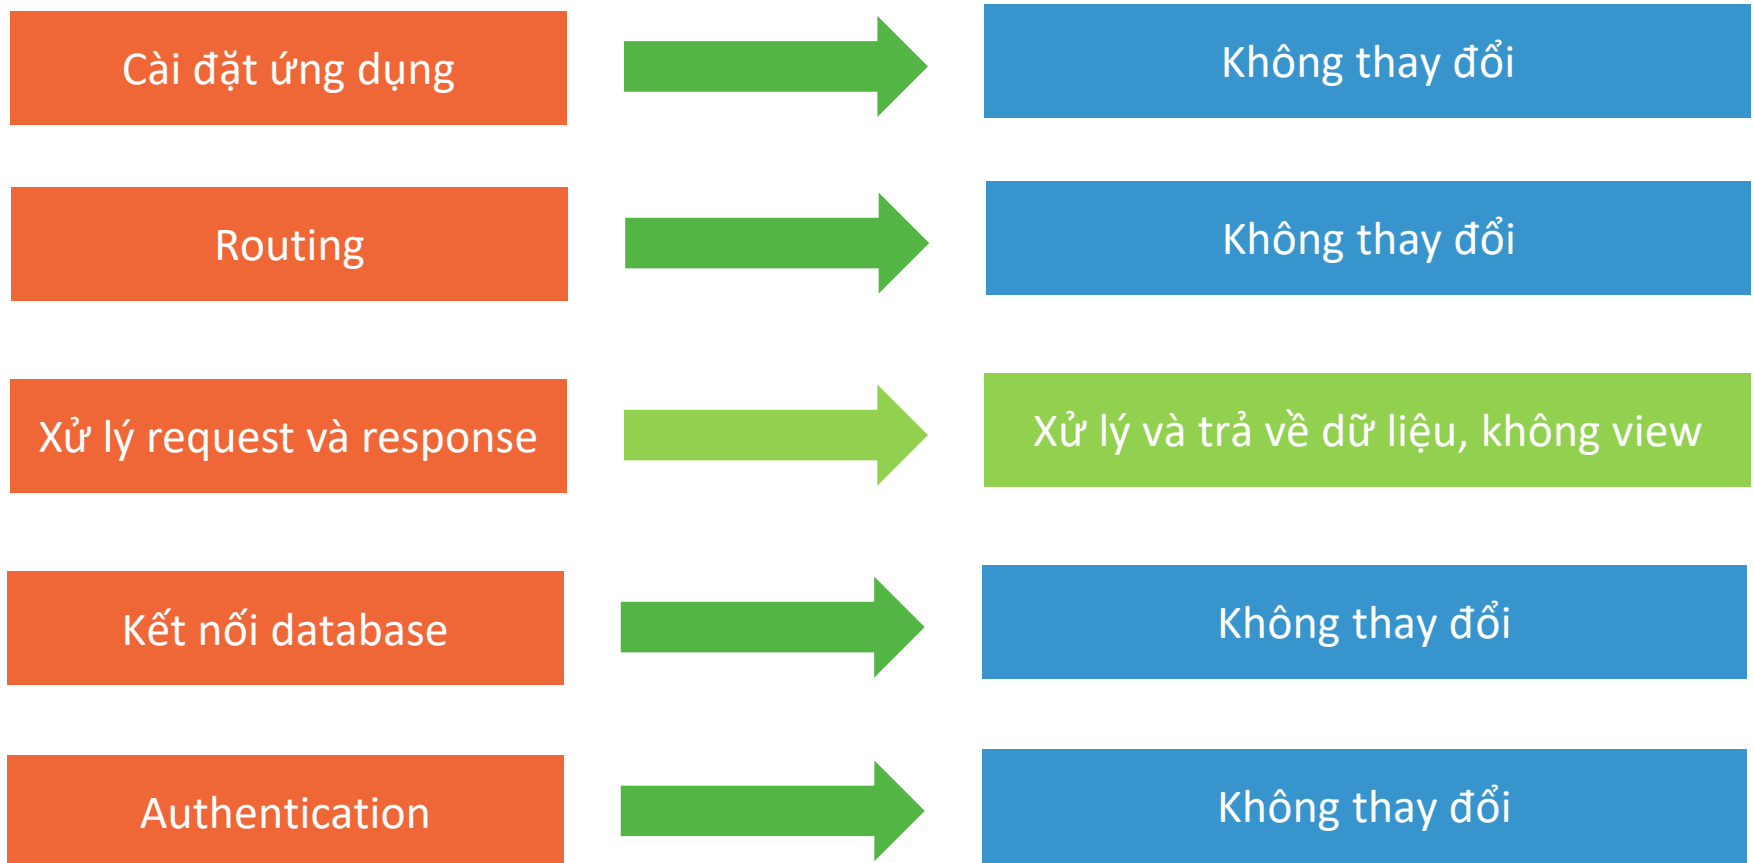 Cài đặt ứng dụng
Không thay đổi
Routing
Không thay đổi
Xử lý request và response
Xử lý và trả về dữ liệu, không view
Kết nối database
Không thay đổi
Authentication
Không thay đổi